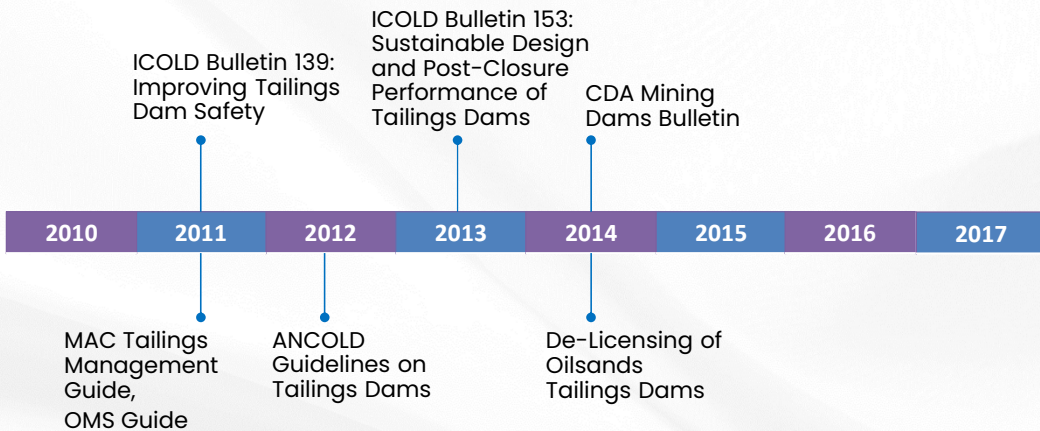 ICOLD Bulletin 139:
Improving Tailings
Dam Safety
ICOLD Bulletin 153:
Sustainable Design
and Post-Closure
Performance of
Tailings Dams
CDA Mining
Dams Bulletin
2010 2011 2012 2013 2014 2015 2016 2017
MAC Tailings
Management
Guide,
OMS Guide
ANCOLD
Guidelines on
Tailings Dams
De-Licensing of
Oilsands
Tailings Dams